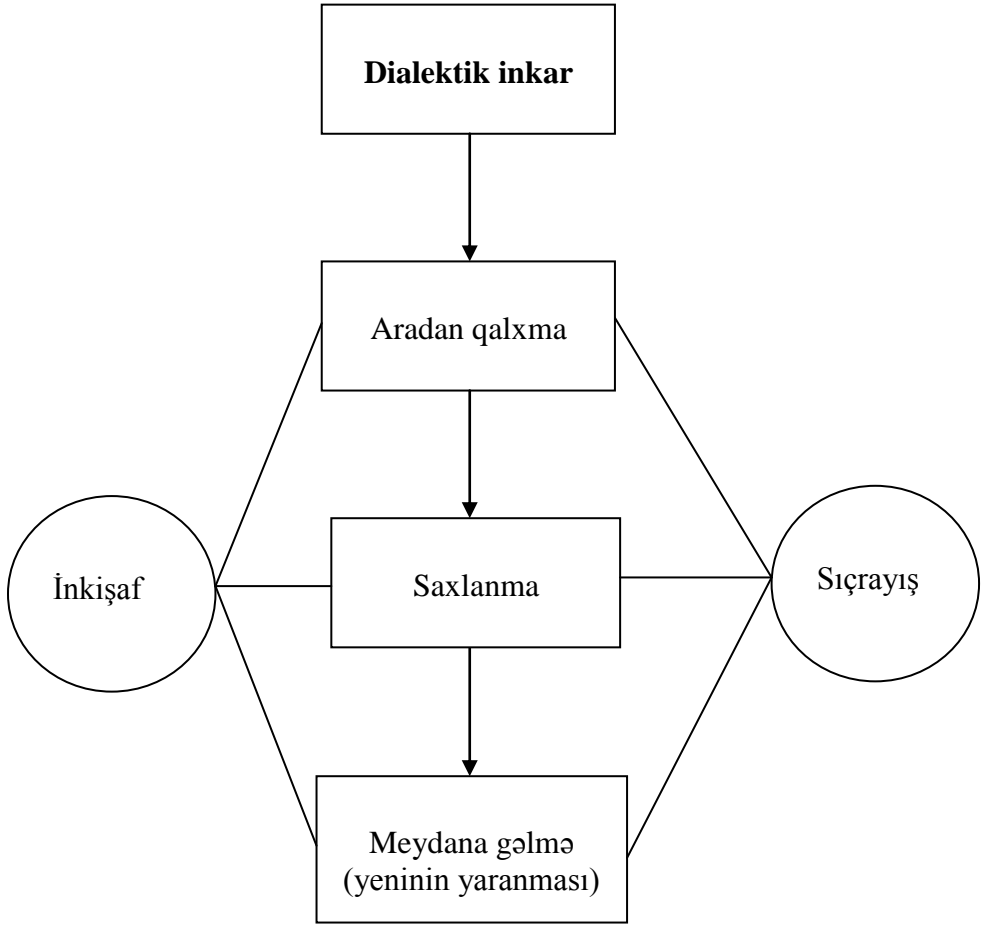 Dialektik inkar
Aradan qalxma
İnkişaf
Saxlanma
Sıçrayış
Meydana gəlmə
(yeninin yaranması)